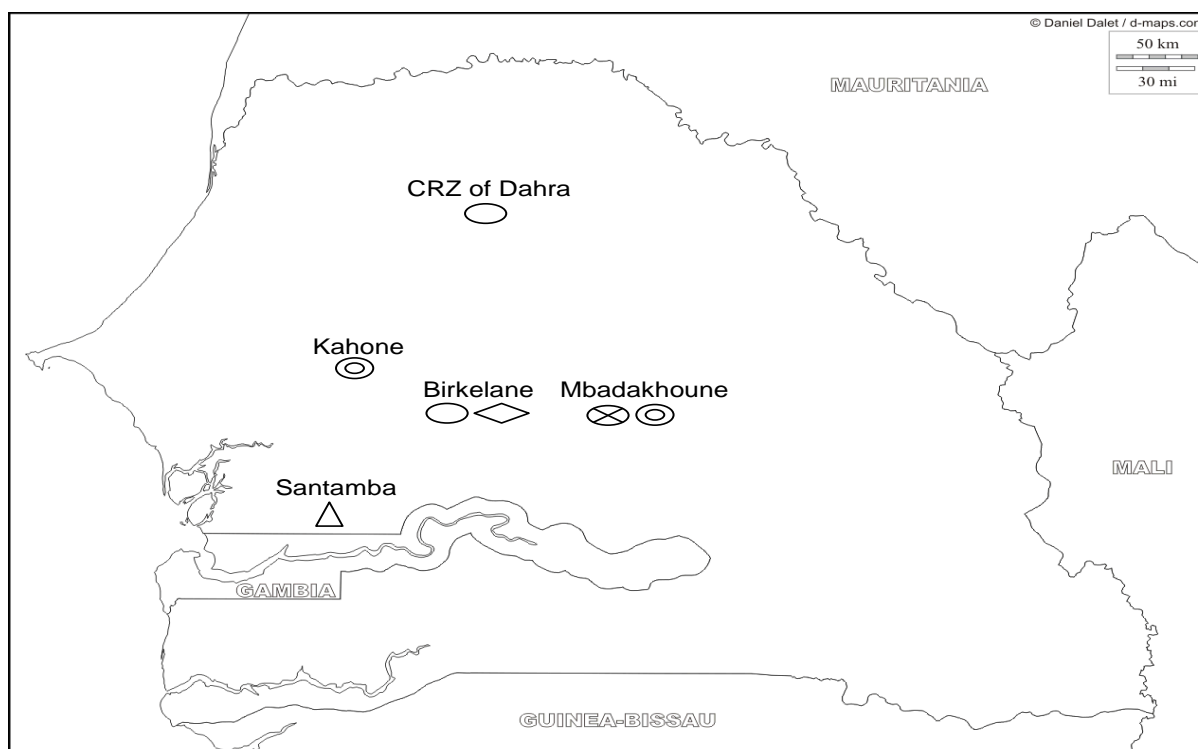 © Daniel Dalet / d-maps.com
50 km
30 mi
MAURITANIA
CRZ of Dahra
Kahone
Birkelane
Mbadakhoune
MALI
Santamba
GAMBIA
GUINEA-BISSAU